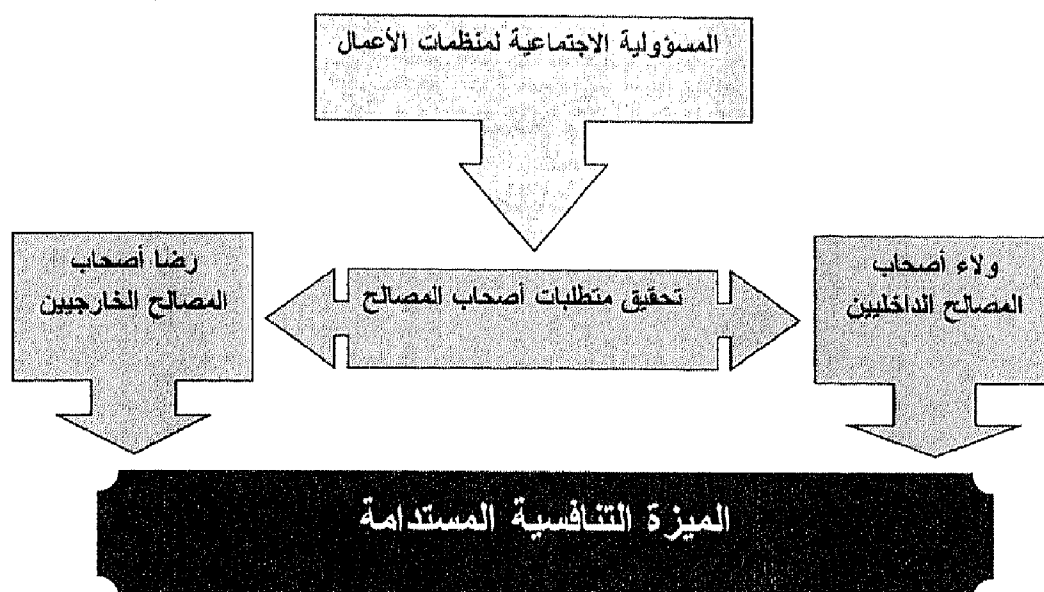 المسؤولية الاجتماعية لمنظمات الأعمال
ولاء أصحاب
المصالح الداخليين
تحقيق متطلبات أصحاب المصالح
رضا أصحاب
المصالح الخارجيين
الميزة التنافسية المستدامة